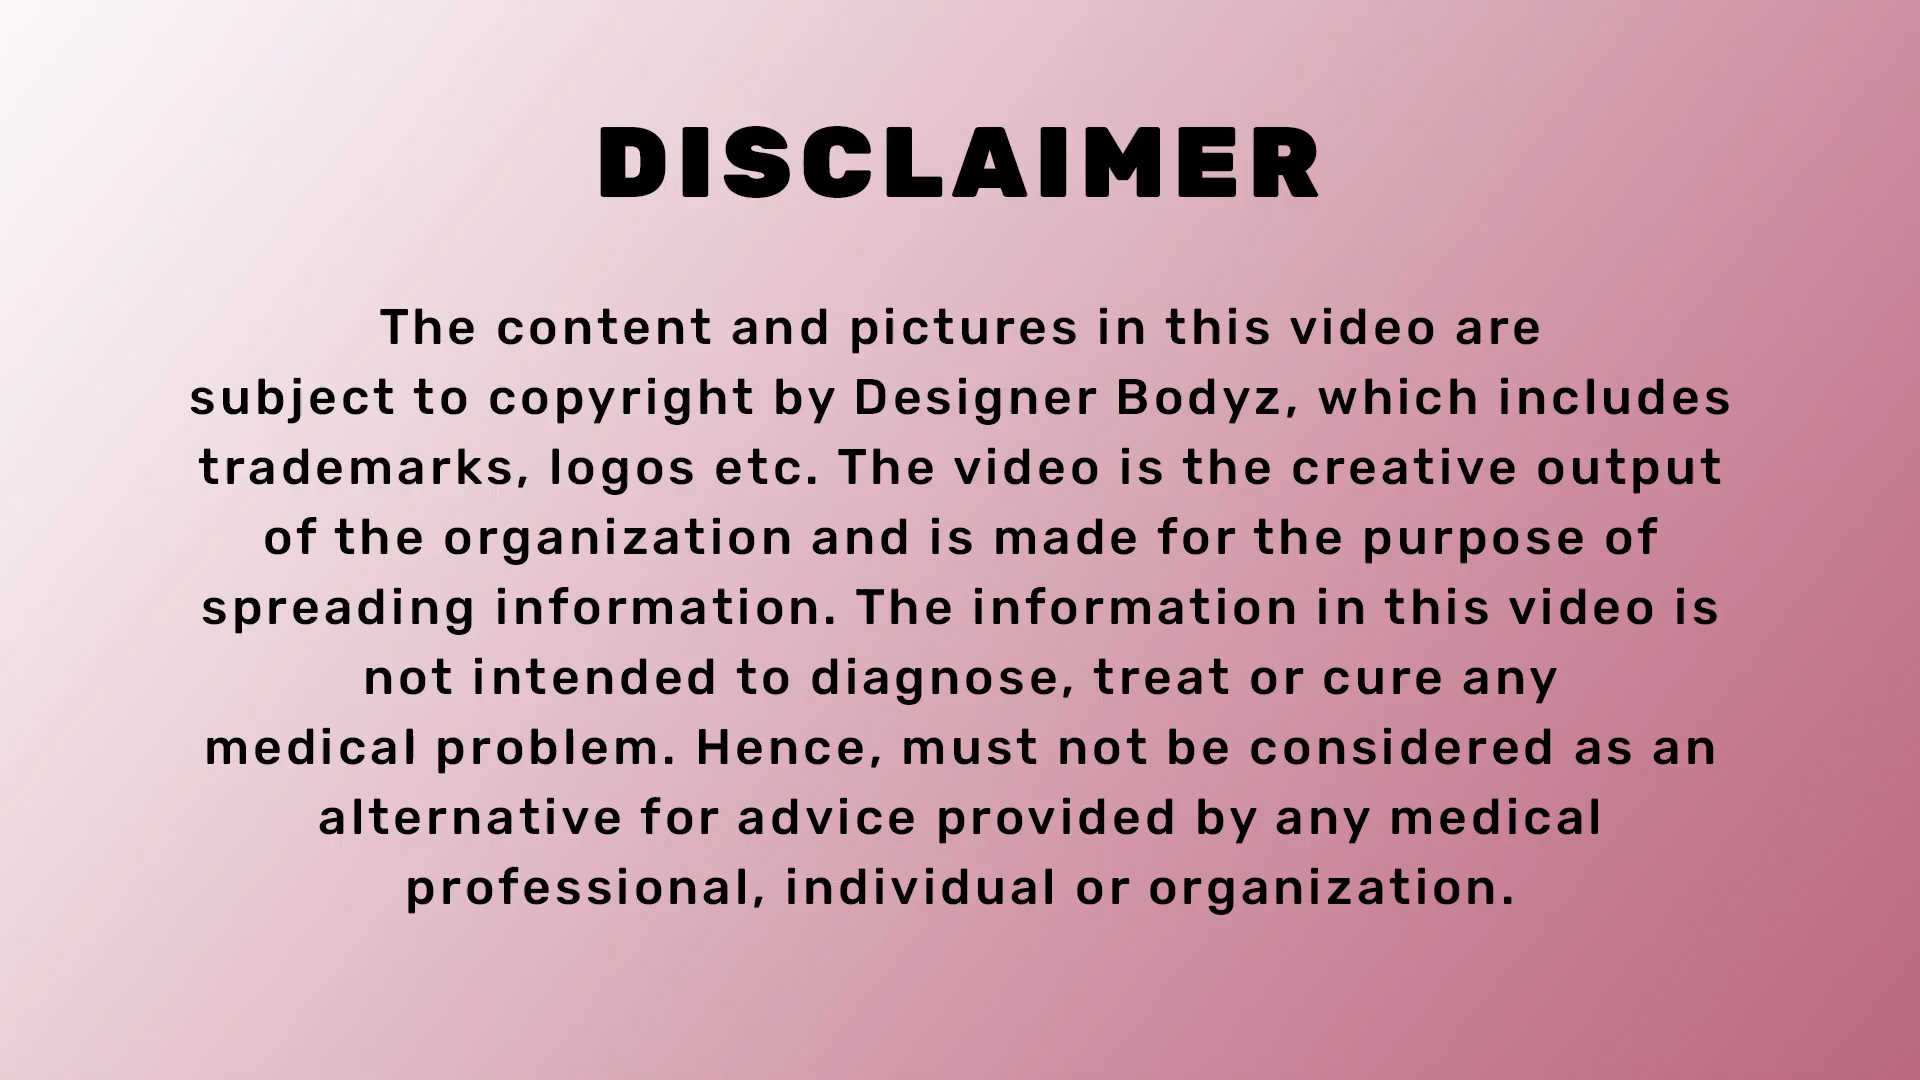 DISCLAIMER
The content and pictures in this video are
subject to copyright by Designer Bodyz, which includes
trademarks, logos etc. The video is the creative output
of the organization and is made for the purpose of
spreading information. The information in this video is
not intended to diagnose, treat or cure any
medical problem. Hence, must not be considered as an
alternative for advice provided by any medical
professional, individual or organization.